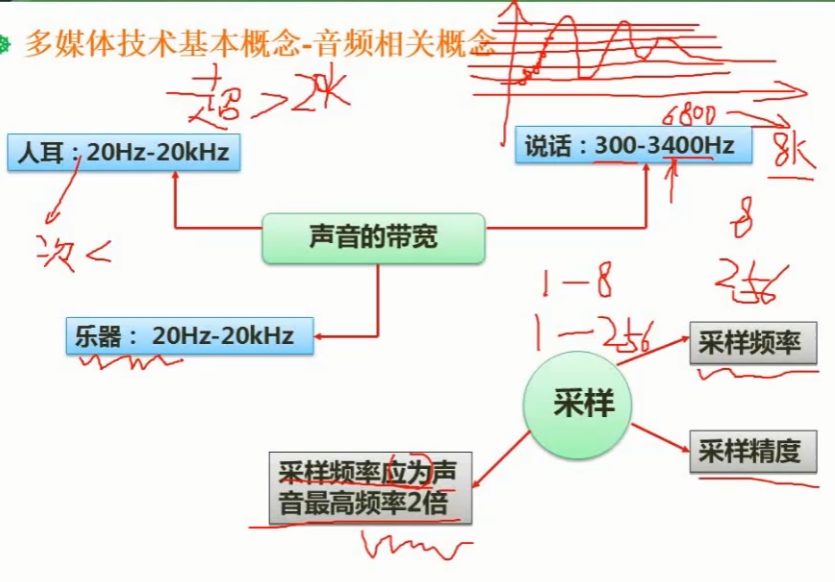 多媒体技术基本概念-音频相关概念
超>20K
6800
人耳：20Hz-20kHz
说话：300-3400Hz
8K
声音的带宽
次<
8
1-8
256
1-256
乐器： 20Hz-20kHz
采样频率
采样
采样精度
采样频率应为声
音最高频率2倍